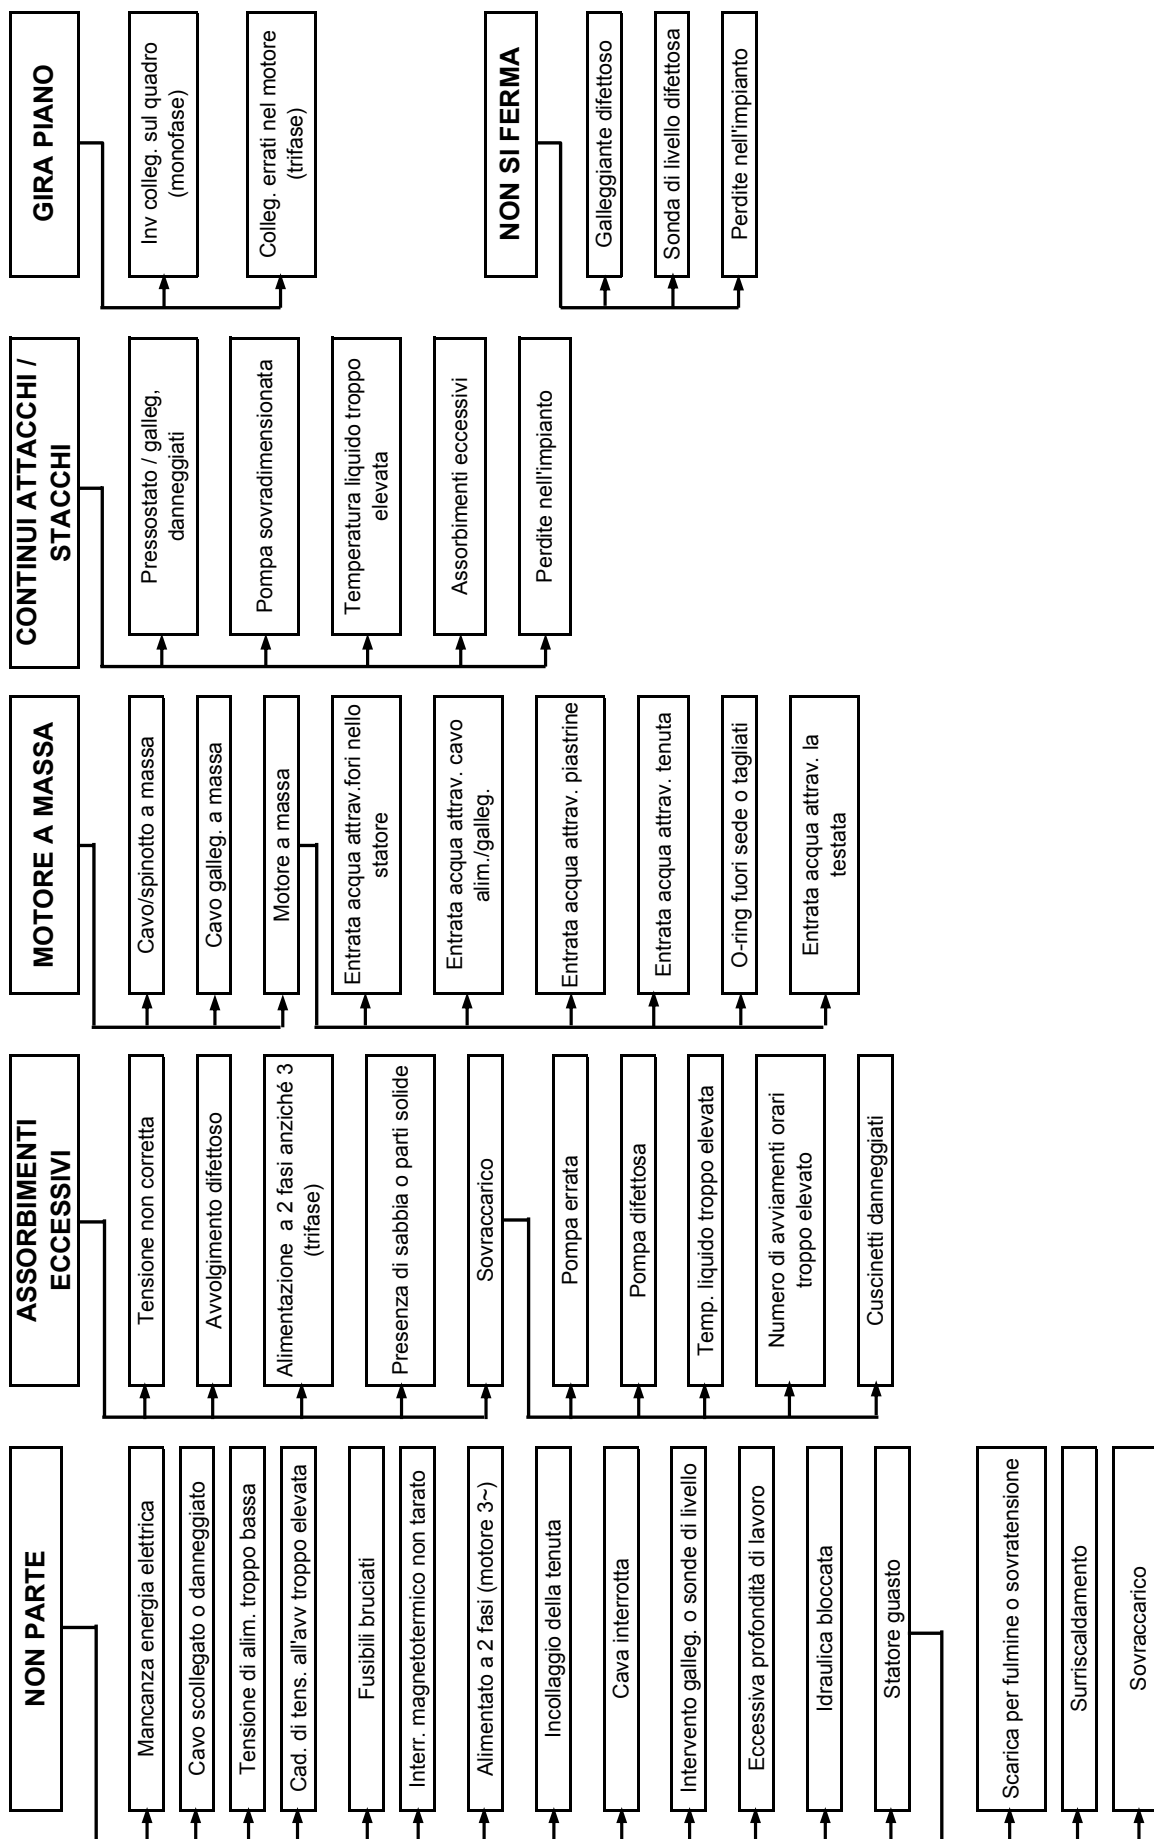 NON PARTE
Mancanza energia elettrica
Cavo scollegato o danneggiato
Tensione di alim. troppo bassa
Cad. di tens. all'avv troppo elevata
Fusibili bruciati
Interr. magnetotermico non tarato
Alimentato a 2 fasi (motore 3~)
Incollaggio della tenuta
Cava interrotta
Intervento galleg. o sonde di livello
Eccessiva profondità di lavoro
Idraulica bloccata
Statore guasto
Scarica per fulmine o sovratensione
Surriscaldamento
Sovraccarico
ASSORBIMENTI
ECCESSIVI
Tensione non corretta
Avvolgimento difettoso
Alimentazione a 2 fasi anziché 3
(trifase)
Presenza di sabbia o parti solide
Sovraccarico
Pompa errata
Pompa difettosa
Temp. liquido troppo elevata
Numero di avviamenti orari
troppo elevato
Cuscinetti danneggiati
MOTORE A MASSA
Cavo/spinotto a massa
Cavo galleg. a massa
Motore a massa
Entrata acqua attrav.fori nello
statore
Entrata acqua attrav. cavo
alim./galleg.
Entrata acqua attrav. piastrine
Entrata acqua attrav. tenuta
O-ring fuori sede o tagliati
Entrata acqua attrav. la
testata
CONTINUI ATTACCHI /
STACCHI
Pressostato / galleg,
danneggiati
Pompa sovradimensionata
Temperatura liquido troppo
elevata
Assorbimenti eccessivi
Perdite nell'impianto
GIRA PIANO
Inv colleg. sul quadro
(monofase)
Colleg. errati nel motore
(trifase)
NON SI FERMA
Galleggiante difettoso
Sonda di livello difettosa
Perdite nell'impianto